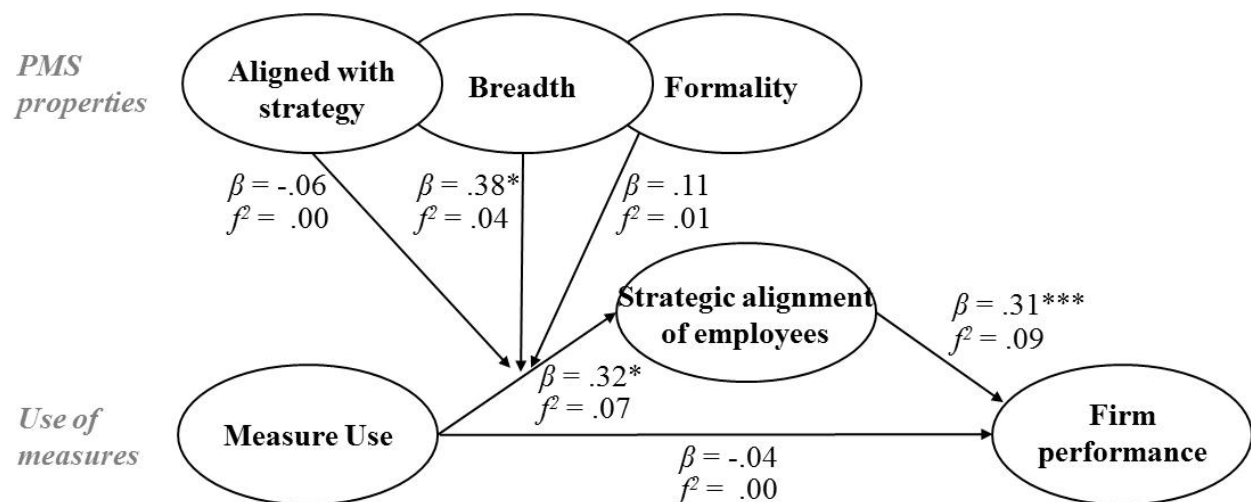 PMS
properties
Aligned with
strategy
Breadth
Formality
β = -.06
f² = .00
β = .38*
f² = .04
β = .11
f² = .01
Strategic alignment
of employees
β = .31***
f² = .09
β = .32*
f² = .07
Use of
measures
Measure Use
Firm
performance
β = -.04
f² = .00